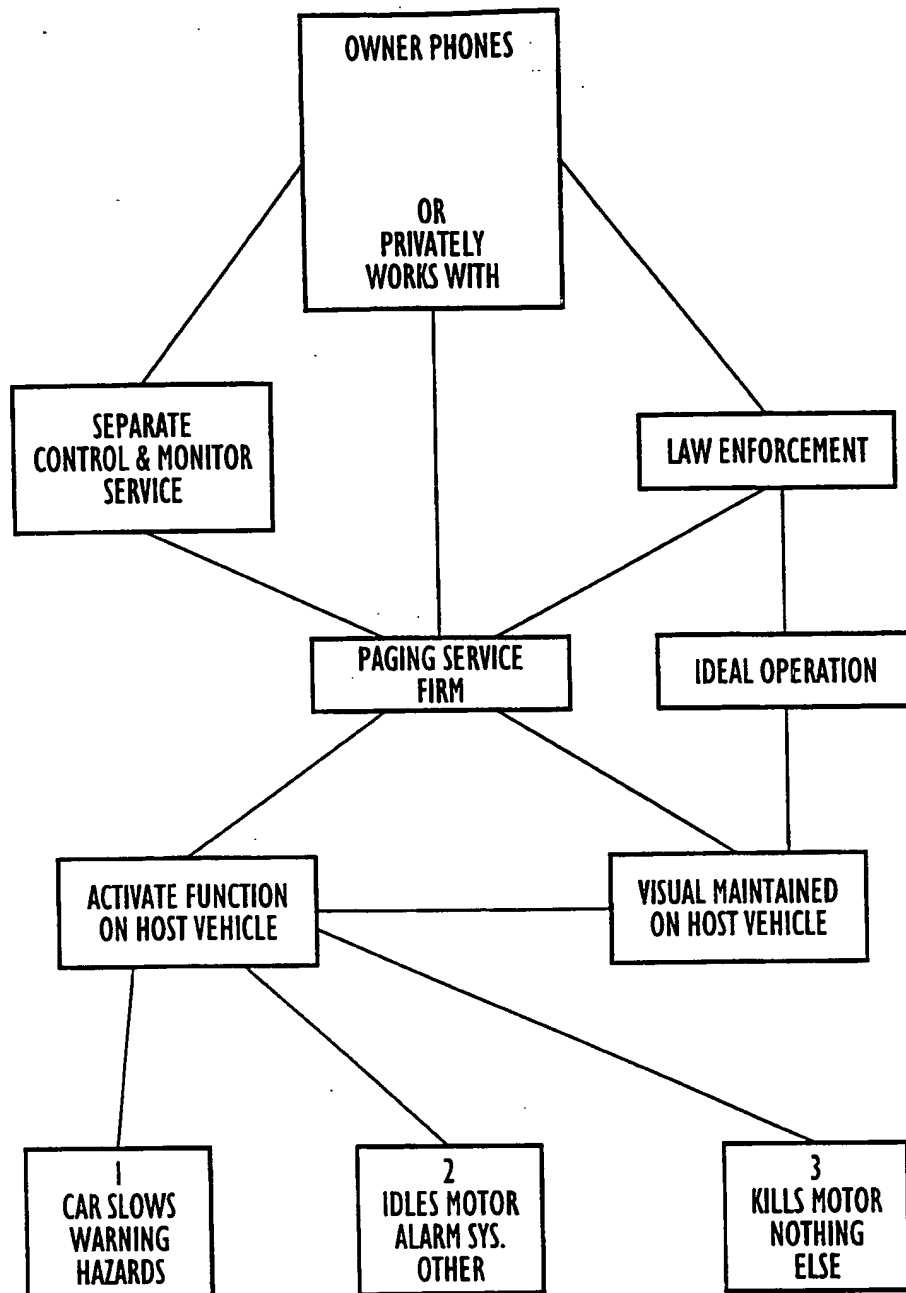 OWNER PHONES
OR
PRIVATELY
WORKS WITH
SEPARATE
CONTROL & MONITOR
SERVICE
LAW ENFORCEMENT
PAGING SERVICE
FIRM
IDEAL OPERATION
ACTIVATE FUNCTION
ON HOST VEHICLE
VISUAL MAINTAINED
ON HOST VEHICLE
1
CAR SLOWS
WARNING
HAZARDS
2
IDLES MOTOR
ALARM SYS.
OTHER
3
KILLS MOTOR
NOTHING
ELSE